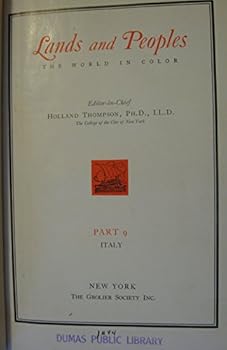 Lands and Peoples
THE WORLD IN COLOR
Editor-in-Chief
HOLLAND THOMPSON, PH.D., LL.D.
The College of the City of New York
PART 9
ITALY
NEW YORK
THE GROLIER SOCIETY INC.
1944
DUMAS PUBLIC LIBRARY